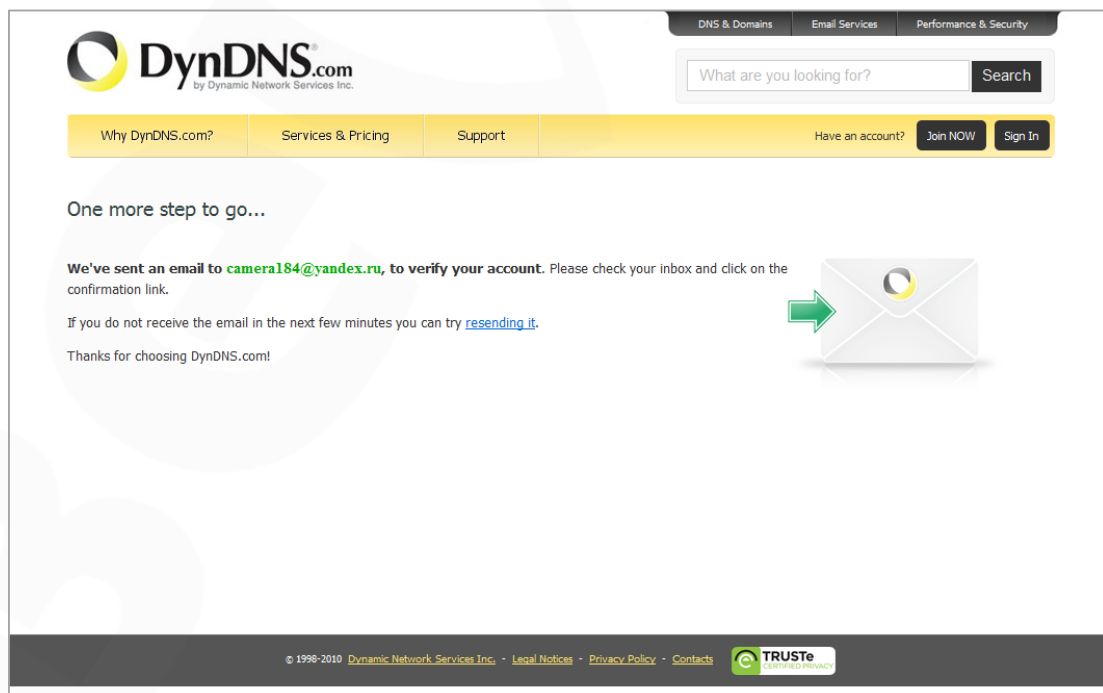 DNS & Domains Email Services Performance & Security
DynDNS.com
by Dynamic Network Services Inc.
What are you looking for? Search
Why DynDNS.com? Services & Pricing Support Have an account? Join NOW Sign In
One more step to go...
We've sent an email to camera184@yandex.ru, to verify your account. Please check your inbox and click on the
confirmation link.
If you do not receive the email in the next few minutes you can try resending it.
Thanks for choosing DynDNS.com!
© 1998-2010 Dynamic Network Services Inc. - Legal Notices - Privacy Policy - Contacts TRUSTe
CERTIFIED PRIVACY